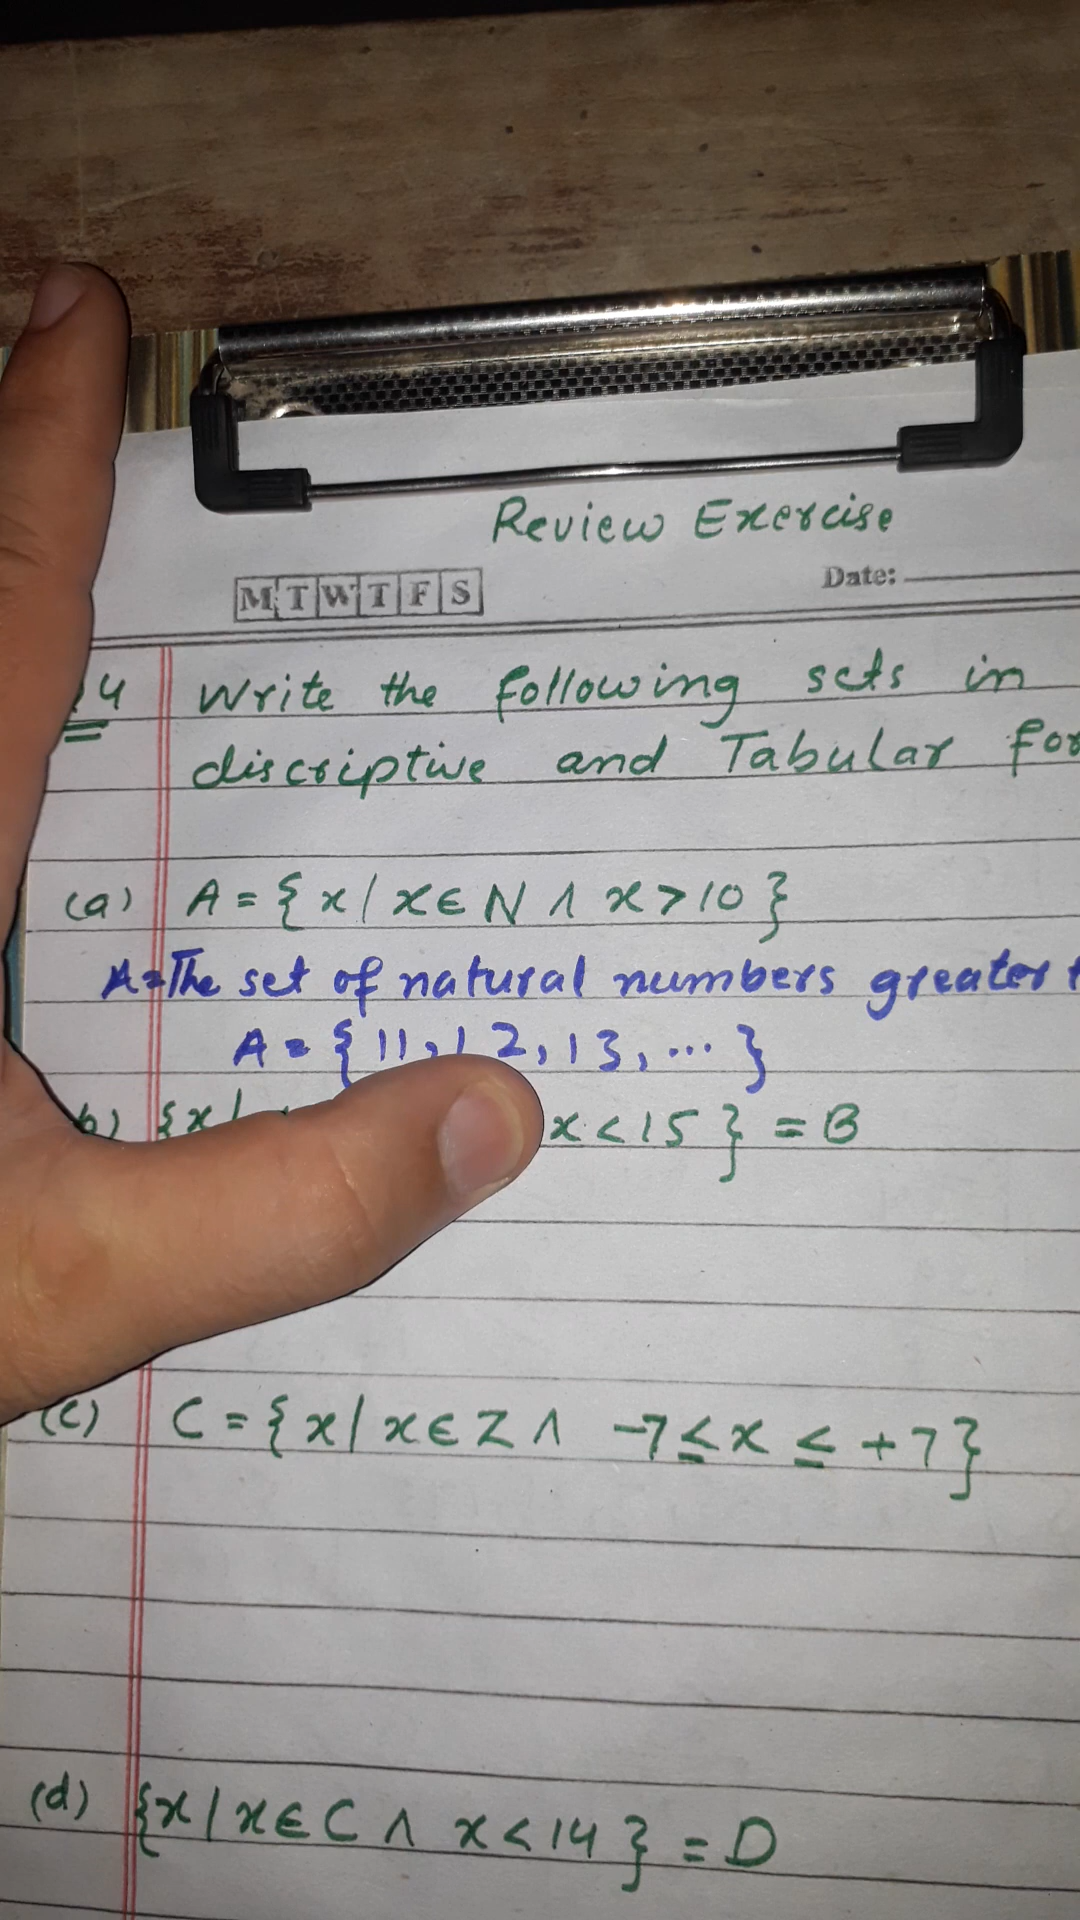 Review Exercise
M T W T F S
Date:
4 Write the following sets in
discriptive and Tabular for
(a) A = { x / x ∈ N ∧ x > 10 }
A = The set of natural numbers greater
A = { 11, 12, 13, ... }
b) {x / x < 15 } = B
(c) C = { x / x ∈ Z ∧ -7 ≤ x ≤ +7 }
(d) {x / x ∈ C ∧ x < 14 } = D